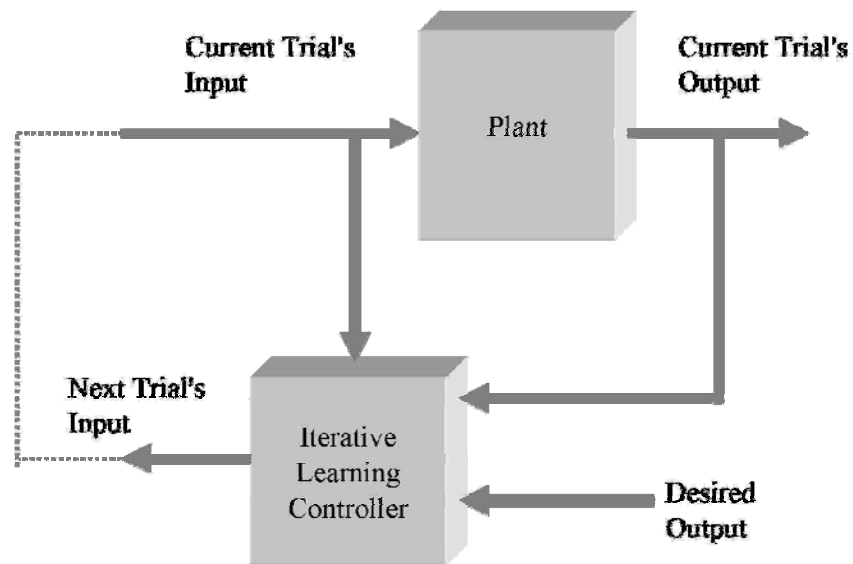 Current Trial's
Input
Plant
Current Trial's
Output
Next Trial's
Input
Iterative
Learning
Controller
Desired
Output